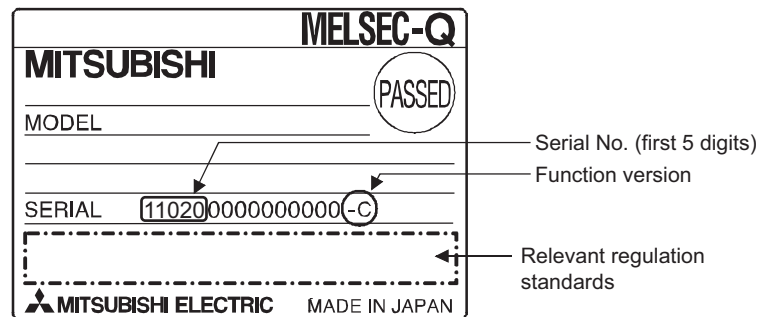 MELSEC-Q
MITSUBISHI
PASSED
MODEL
Serial No. (first 5 digits)
Function version
SERIAL 110200000000000-C
Relevant regulation
standards
MITSUBISHI ELECTRIC MADE IN JAPAN